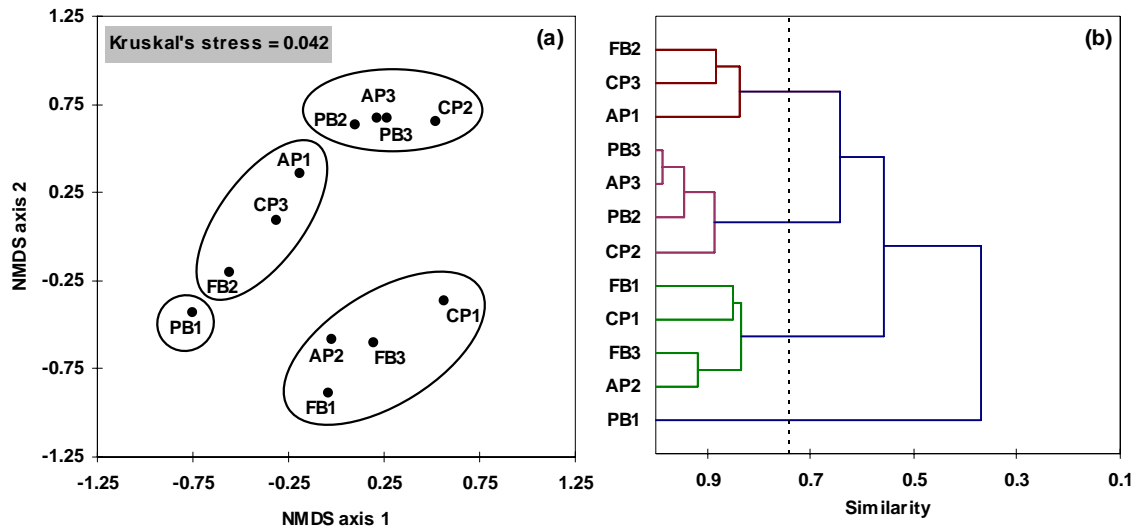 1.25
Kruskal's stress = 0.042
(a)
0.75
AP3
CP2
PB2
PB3
AP1
0.25
CP3
NMDS axis 2
-0.25
FB2
PB1
CP1
AP2
FB3
-0.75
FB1
-1.25
-1.25
-0.75
-0.25
0.25
0.75
1.25
NMDS axis 1
(b)
FB2
CP3
AP1
PB3
AP3
PB2
CP2
FB1
CP1
FB3
AP2
PB1
0.9
0.7
0.5
0.3
0.1
Similarity